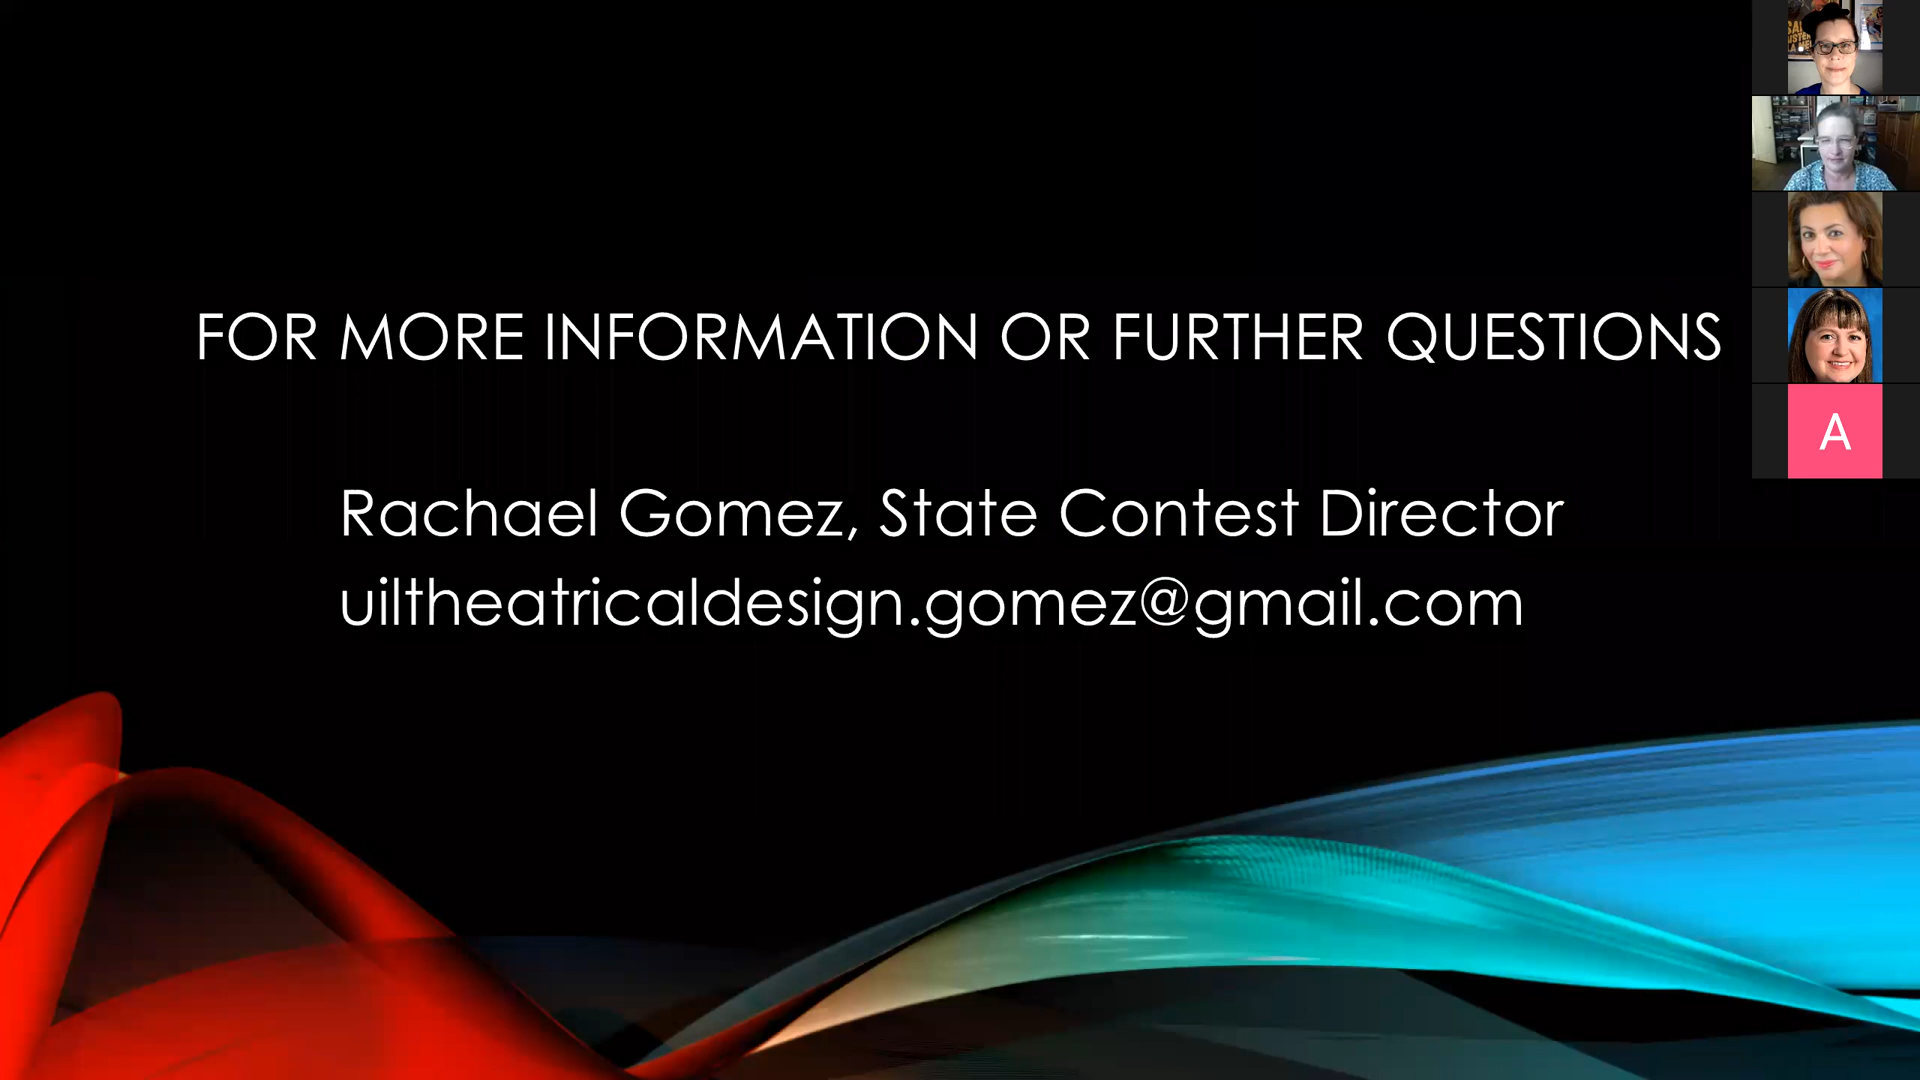 FOR MORE INFORMATION OR FURTHER QUESTIONS
Rachael Gomez, State Contest Director
uiltheatricaldesign.gomez@gmail.com
A